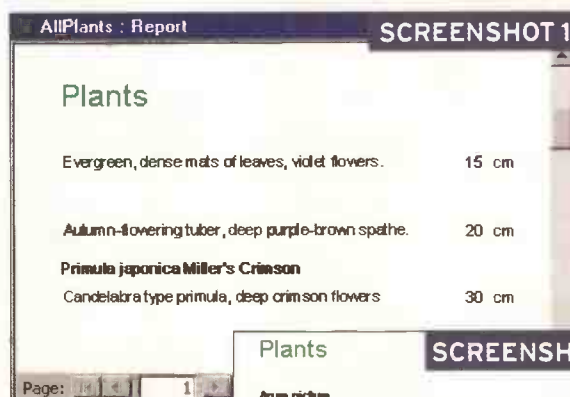 AllPlants : Report
SCREENSHOT 1
Plants
Evergreen, dense mats of leaves, violet flowers. 15 cm
Autumn-flowering tuber, deep purple-brown spathe. 20 cm
Primula japonica Miller's Crimson
Candelabra type primula, deep crimson flowers 30 cm
Page: 1
Plants
SCREENSH